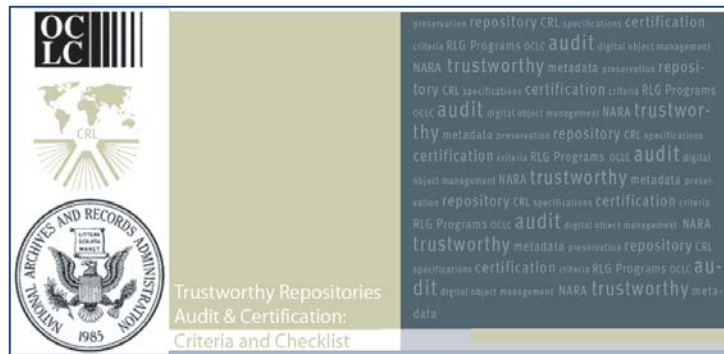 OC
LC
CRL
NATIONAL ARCHIVES AND RECORDS ADMINISTRATION
LITTERA
SCRIPTA
MANET
1985
Trustworthy Repositories
Audit & Certification:
Criteria and Checklist
preservation repository CRL specifications certification
criteria RLG Programs OCLC audit digital object management
NARA trustworthy metadata preservation reposi-
tory CRL specifications certification criteria RLG Programs
OCLC audit digital object management NARA trustwor-
thy metadata preservation repository CRL specifications
certification criteria RLG Programs OCLC audit digital
object management NARA trustworthy metadata preser-
vation repository CRL specifications certification criteria
RLG Programs OCLC audit digital object management NARA
trustworthy metadata preservation repository CRL
specifications certification criteria RLG Programs OCLC au-
dit digital object management NARA trustworthy meta-
data